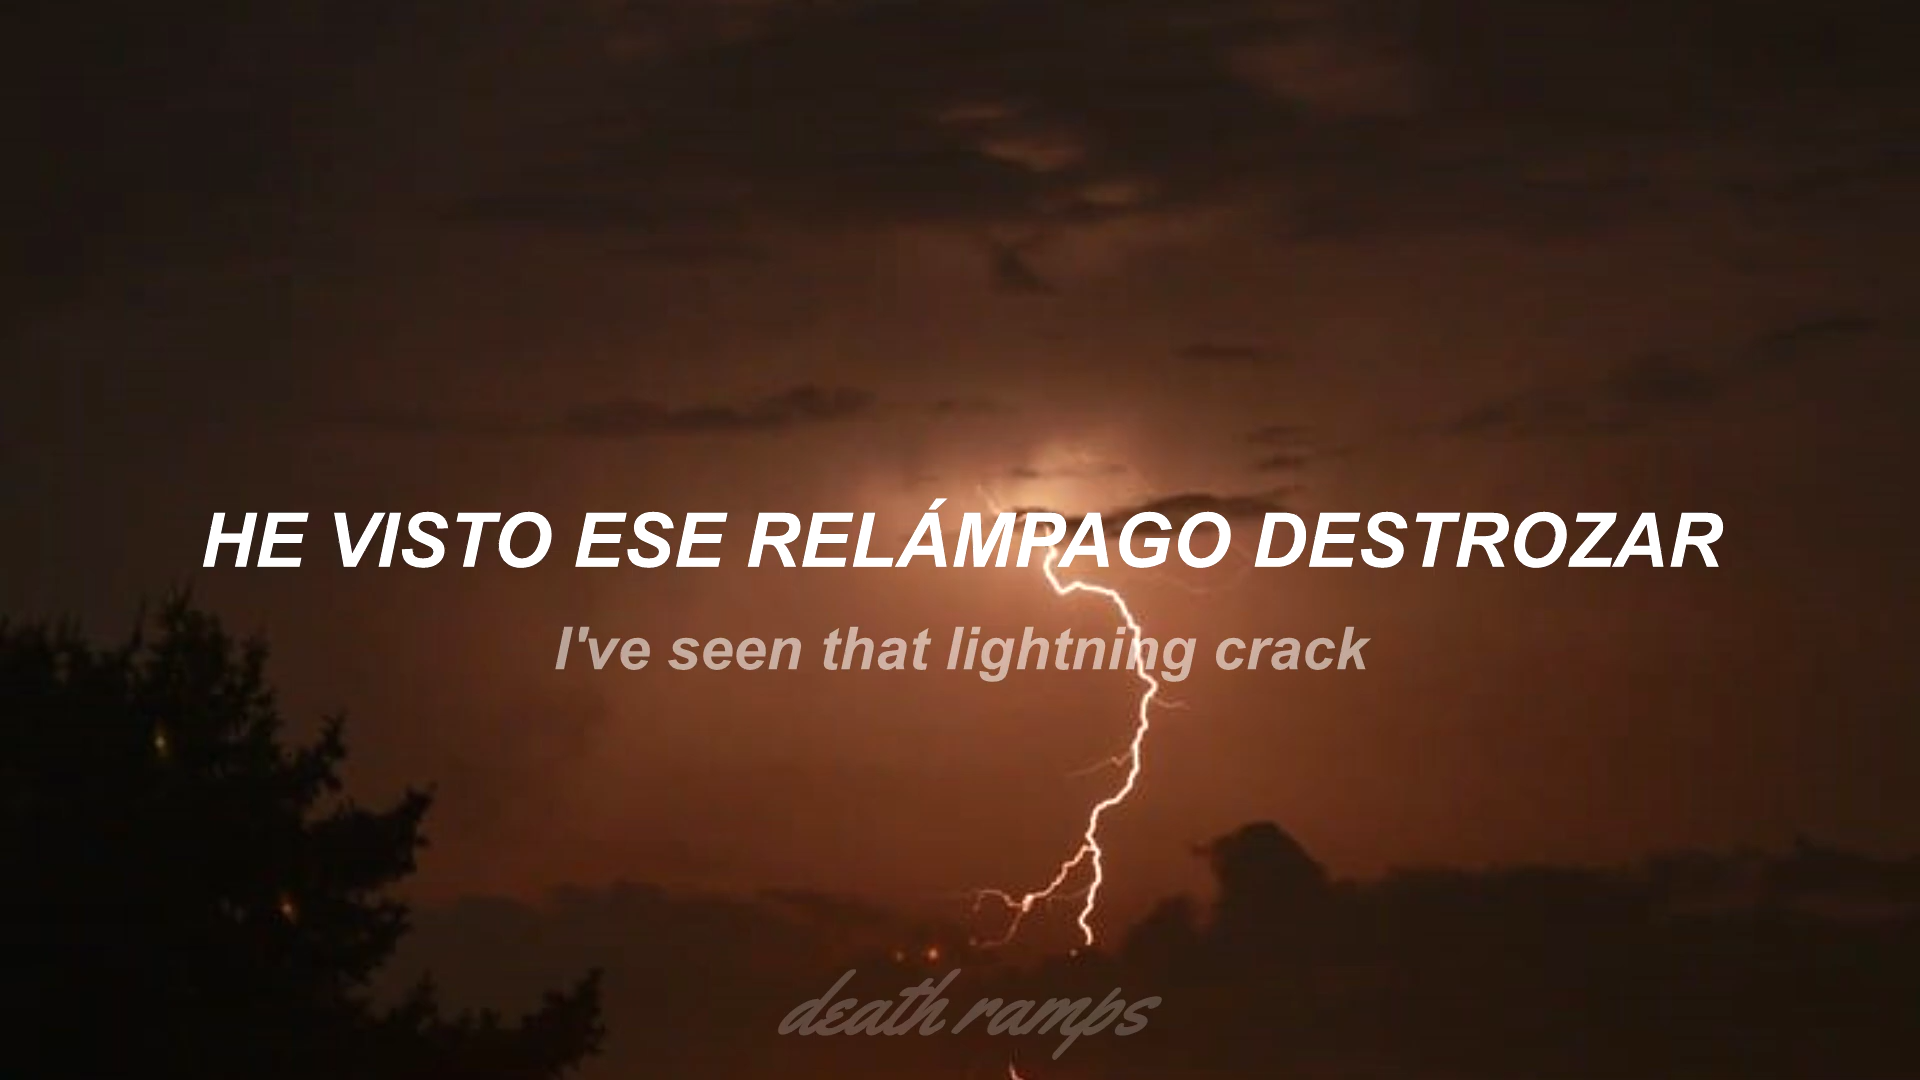 HE VISTO ESE RELÁMPAGO DESTROZAR
I've seen that lightning crack
death ramps